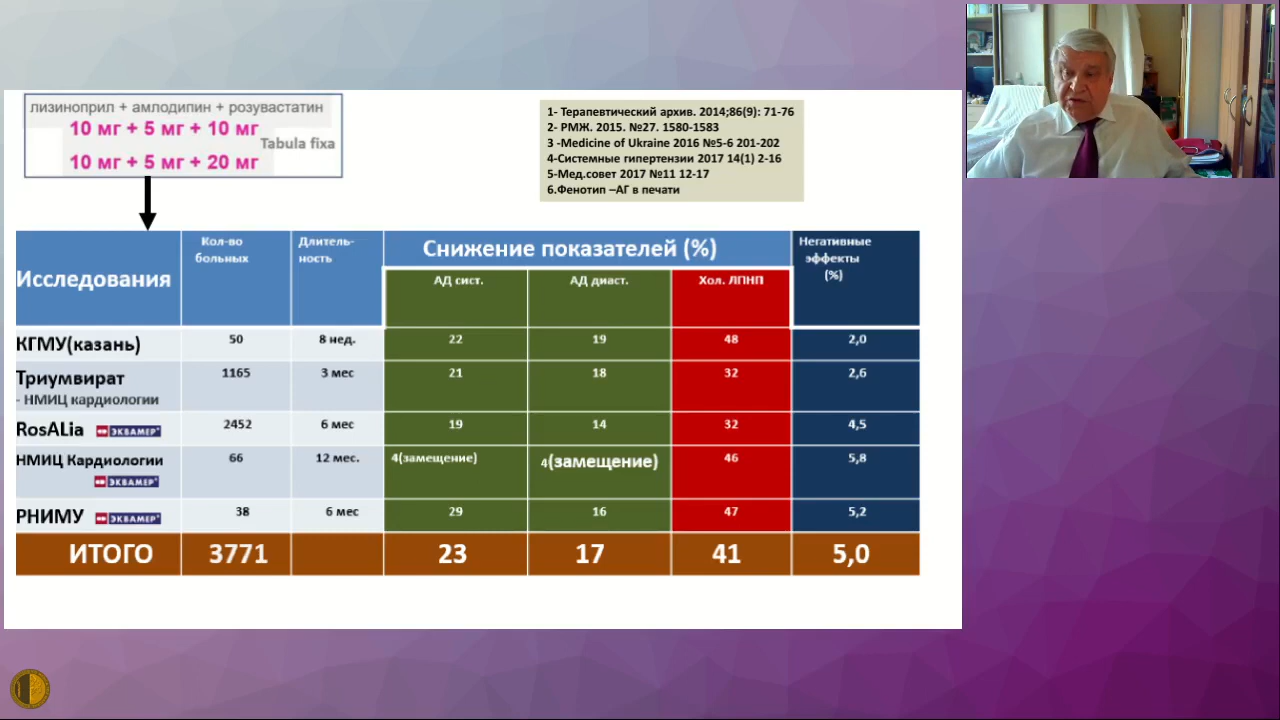 лизиноприл + амлодипин + розувастатин
10 мг + 5 мг + 10 мг
Tabula fixa
10 мг + 5 мг + 20 мг
1- Терапевтический архив. 2014;86(9): 71-76
2- РМЖ. 2015. №27. 1580-1583
3 -Medicine of Ukraine 2016 №5-6 201-202
4-Системные гипертензии 2017 14(1) 2-16
5-Мед.совет 2017 №11 12-17
6.Фенотип –АГ в печати
Исследования
Кол-во
больных
Длитель-
ность
Снижение показателей (%)
Негативные
эффекты
(%)
АД сист. АД диаст. Хол. ЛПНП
КГМУ(казань) 50 8 нед. 22 19 48 2,0
Триумвират 1165 3 мес 21 18 32 2,6
- НМИЦ кардиологии
RosALia ЭКВАМЕР® 2452 6 мес 19 14 32 4,5
НМИЦ Кардиологии 66 12 мес. 4(замещение) 4(замещение) 46 5,8
ЭКВАМЕР®
РНИМУ ЭКВАМЕР® 38 6 мес 29 16 47 5,2
ИТОГО 3771 23 17 41 5,0